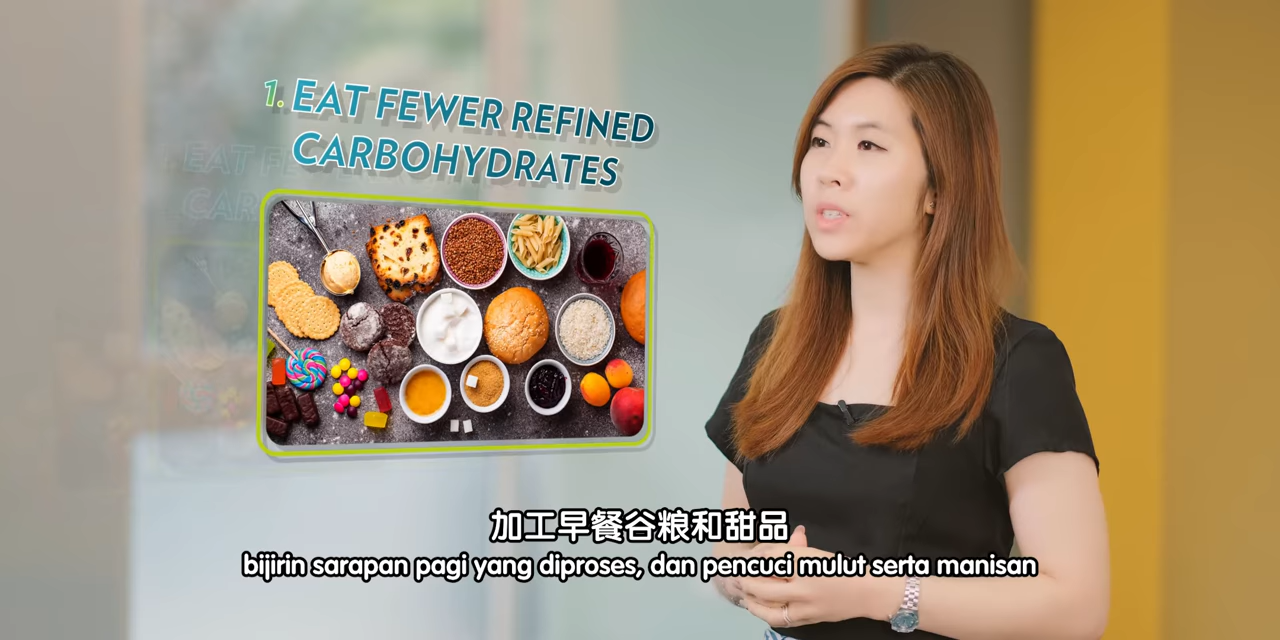 1. EAT FEWER REFINED
CARBOHYDRATES
加工早餐谷粮和甜品
bijirin sarapan pagi yang diproses, dan pencuci mulut serta manisan